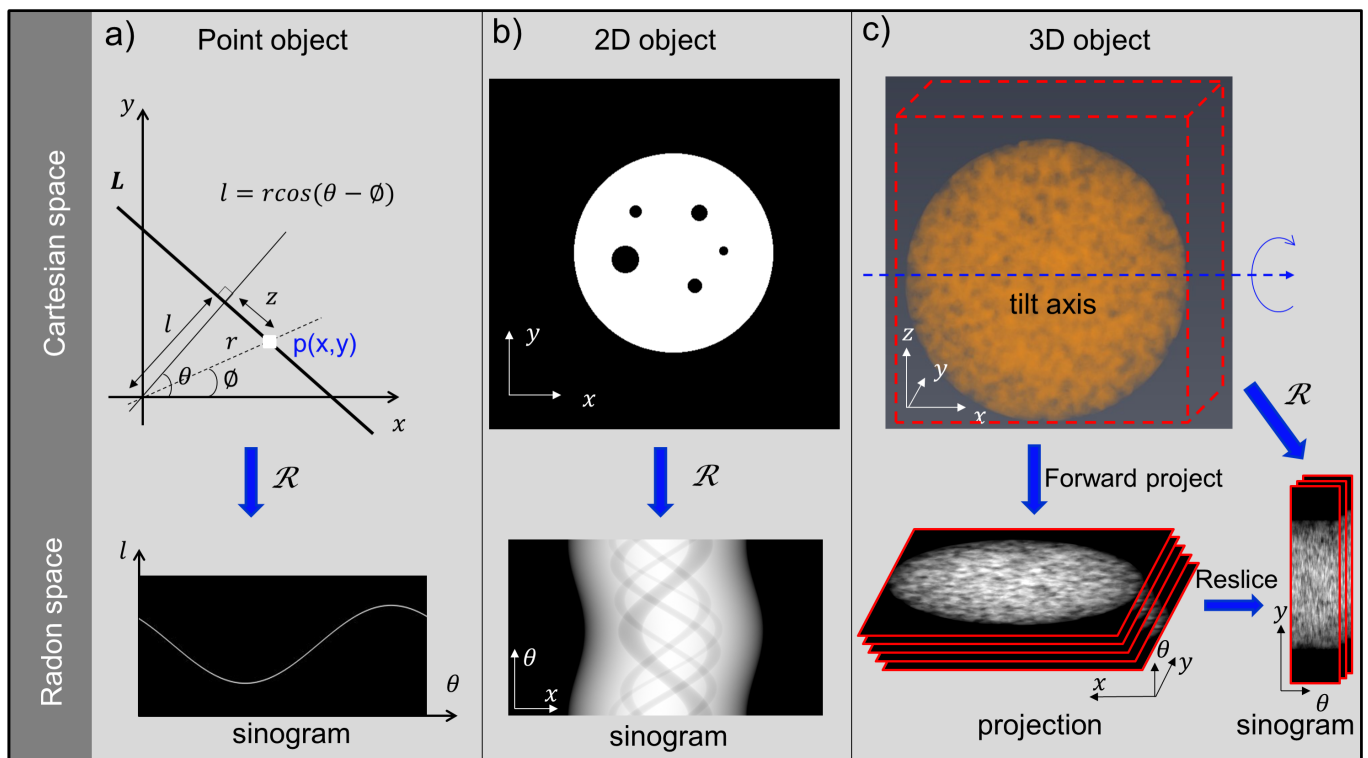 a)
Point object
b)
2D object
c)
3D object
Cartesian space
y
L
l = rcos(θ − ∅)
l
z
r
p(x,y)
θ
∅
x
ℛ
y
x
ℛ
tilt axis
z
y
x
ℛ
Forward project
Radon space
l
θ
sinogram
θ
x
sinogram
Reslice
θ
y
x
projection
y
θ
sinogram